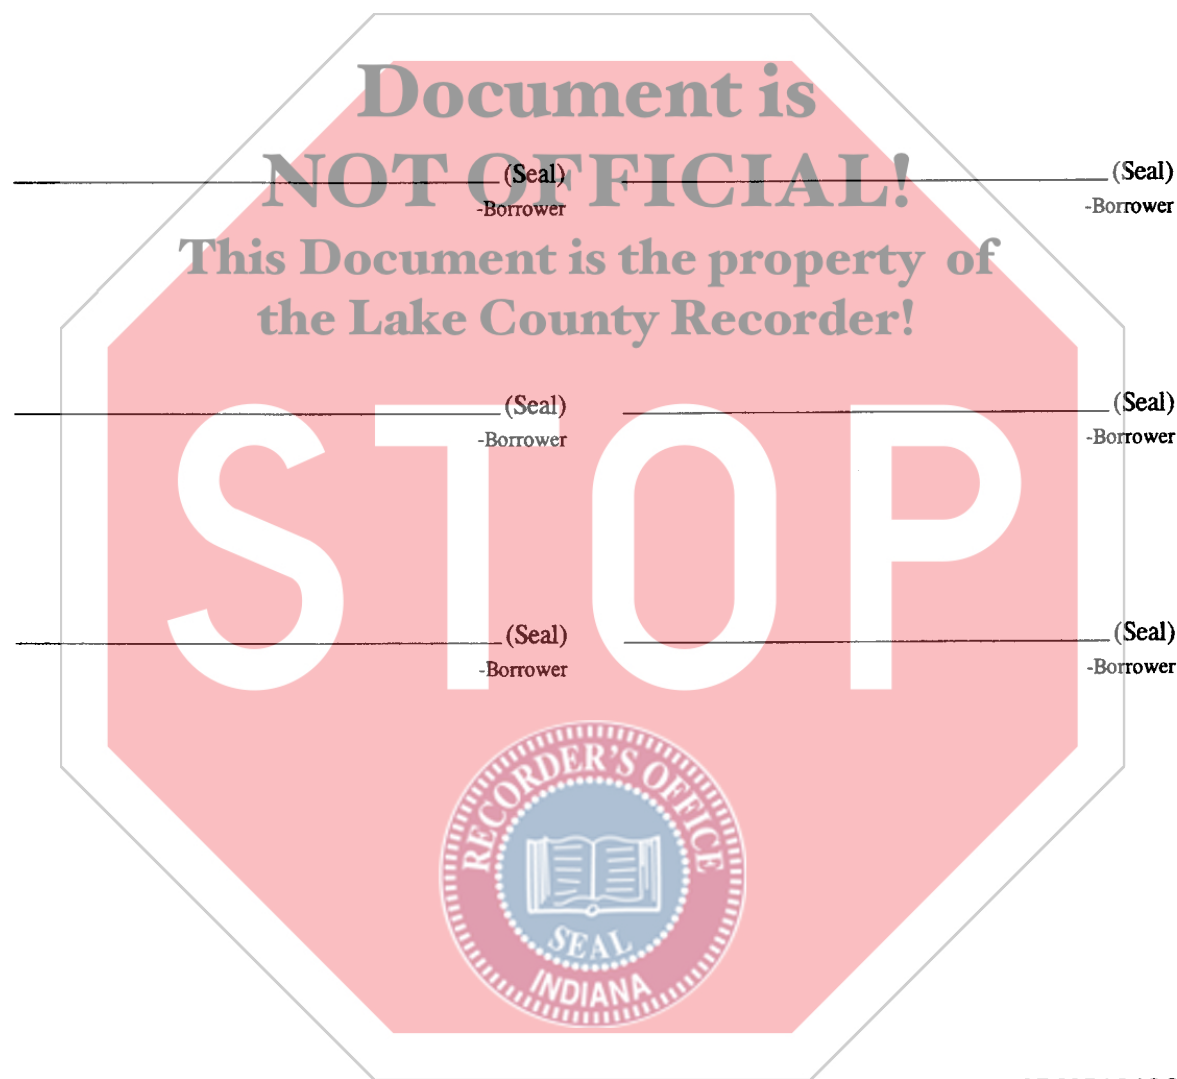 Document is
NOT OFFICIAL!
(Seal) (Seal)
-Borrower -Borrower
This Document is the property of
the Lake County Recorder!
(Seal) (Seal)
-Borrower -Borrower
STOP
(Seal) (Seal)
-Borrower -Borrower
RECORDER'S OFFICE
SEAL
INDIANA